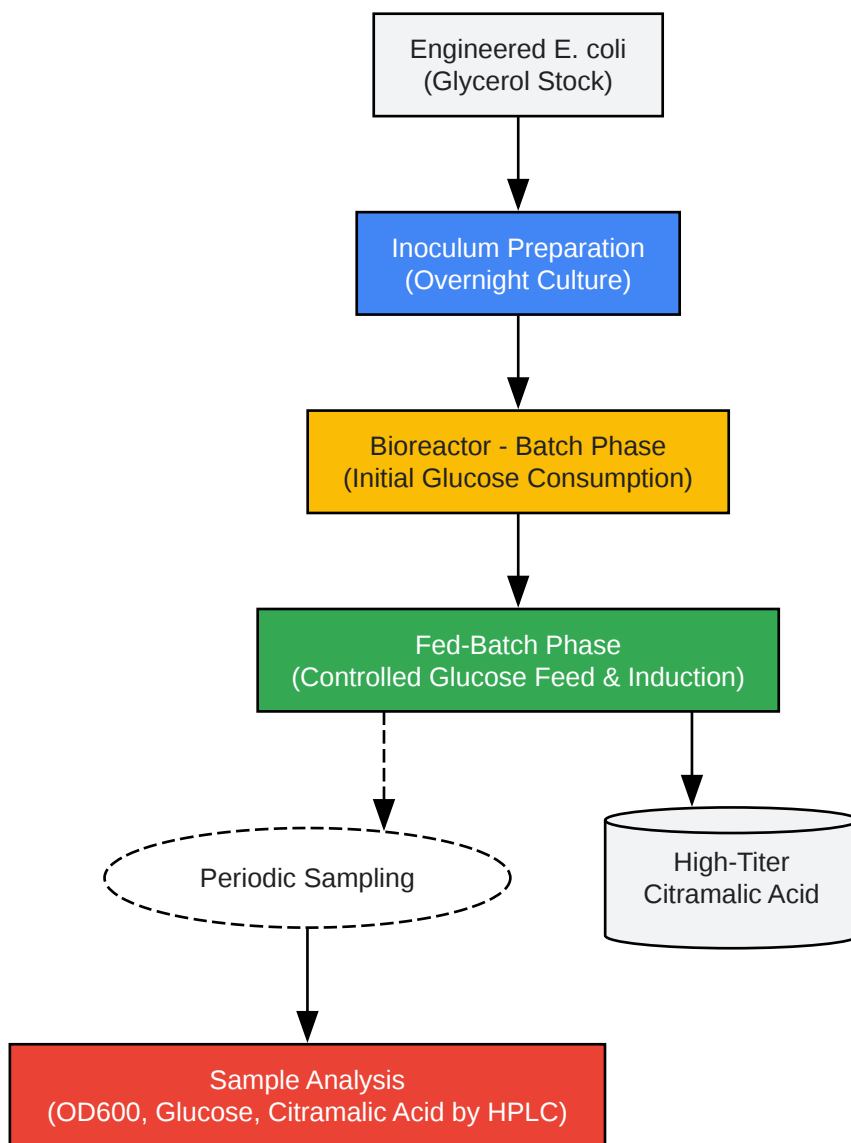 Engineered E. coli
(Glycerol Stock)
Inoculum Preparation
(Overnight Culture)
Bioreactor - Batch Phase
(Initial Glucose Consumption)
Fed-Batch Phase
(Controlled Glucose Feed & Induction)
Periodic Sampling
High-Titer
Citramalic Acid
Sample Analysis
(OD600, Glucose, Citramalic Acid by HPLC)